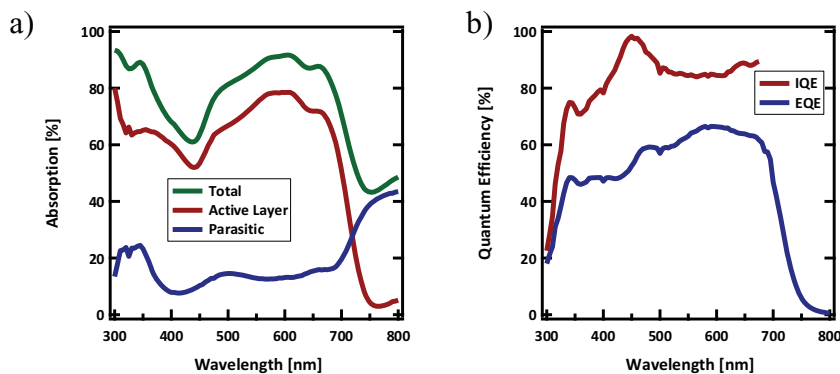 a)
Absorption [%]
100
80
60
40
20
0
Total
Active Layer
Parasitic
300 400 500 600 700 800
Wavelength [nm]
b)
Quantum Efficiency [%]
100
80
60
40
20
0
IQE
EQE
300 400 500 600 700 800
Wavelength [nm]